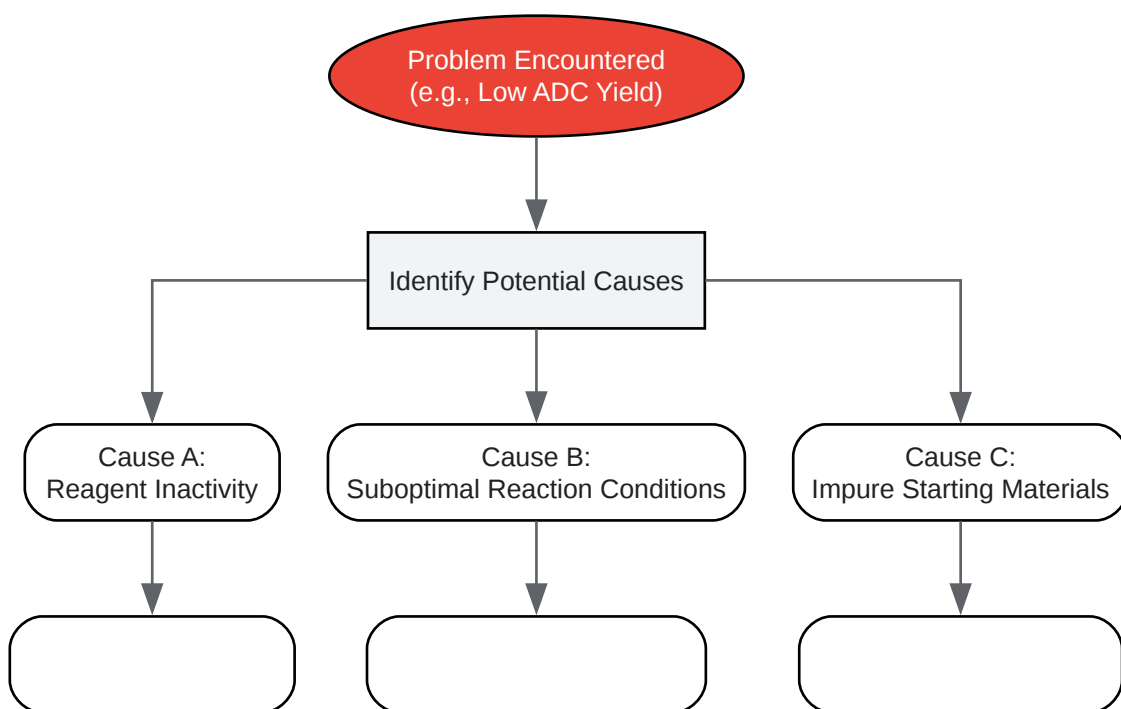 Problem Encountered
(e.g., Low ADC Yield)
Identify Potential Causes
Cause A:
Reagent Inactivity
Cause B:
Suboptimal Reaction Conditions
Cause C:
Impure Starting Materials